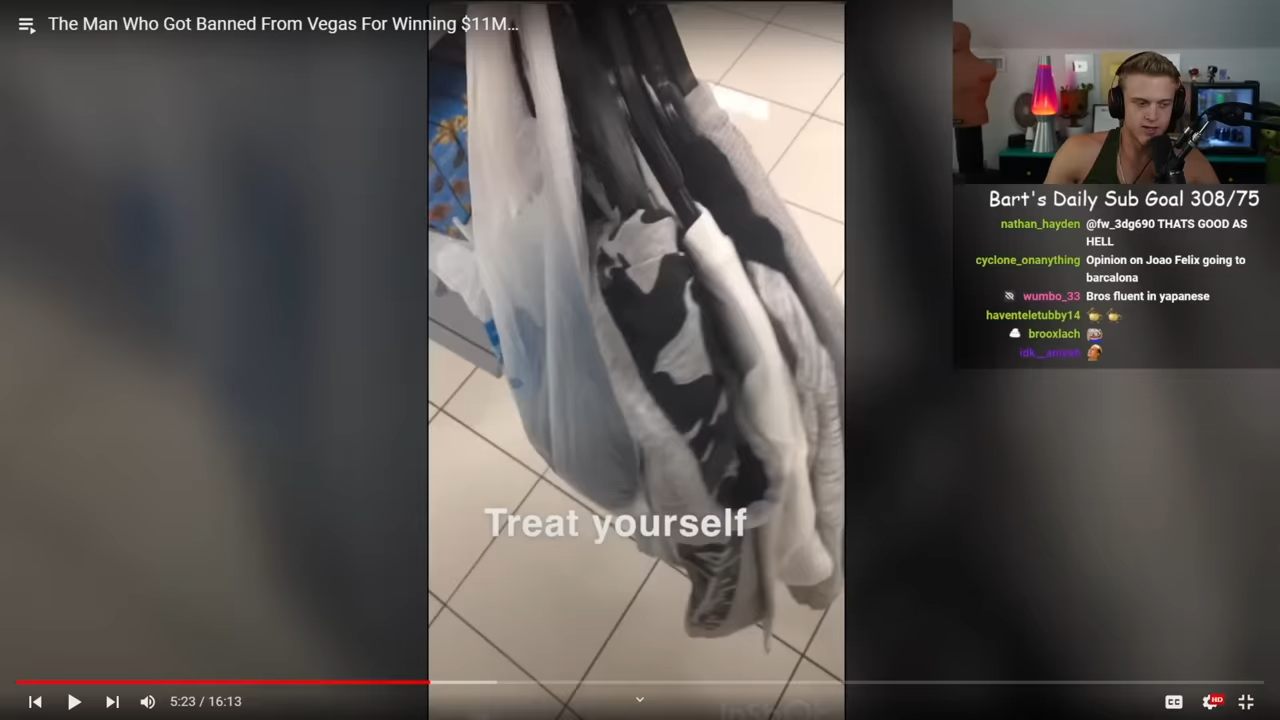 The Man Who Got Banned From Vegas For Winning $11M...
Bart's Daily Sub Goal 308/75
nathan_hayden @fw_3dg690 THATS GOOD AS
HELL
cyclone_onanything Opinion on Joao Felix going to
barcalona
wumbo_33 Bros fluent in yapanese
haventeletubby14
brooxlach
Treat yourself
5:23 / 16:13
CC
HD